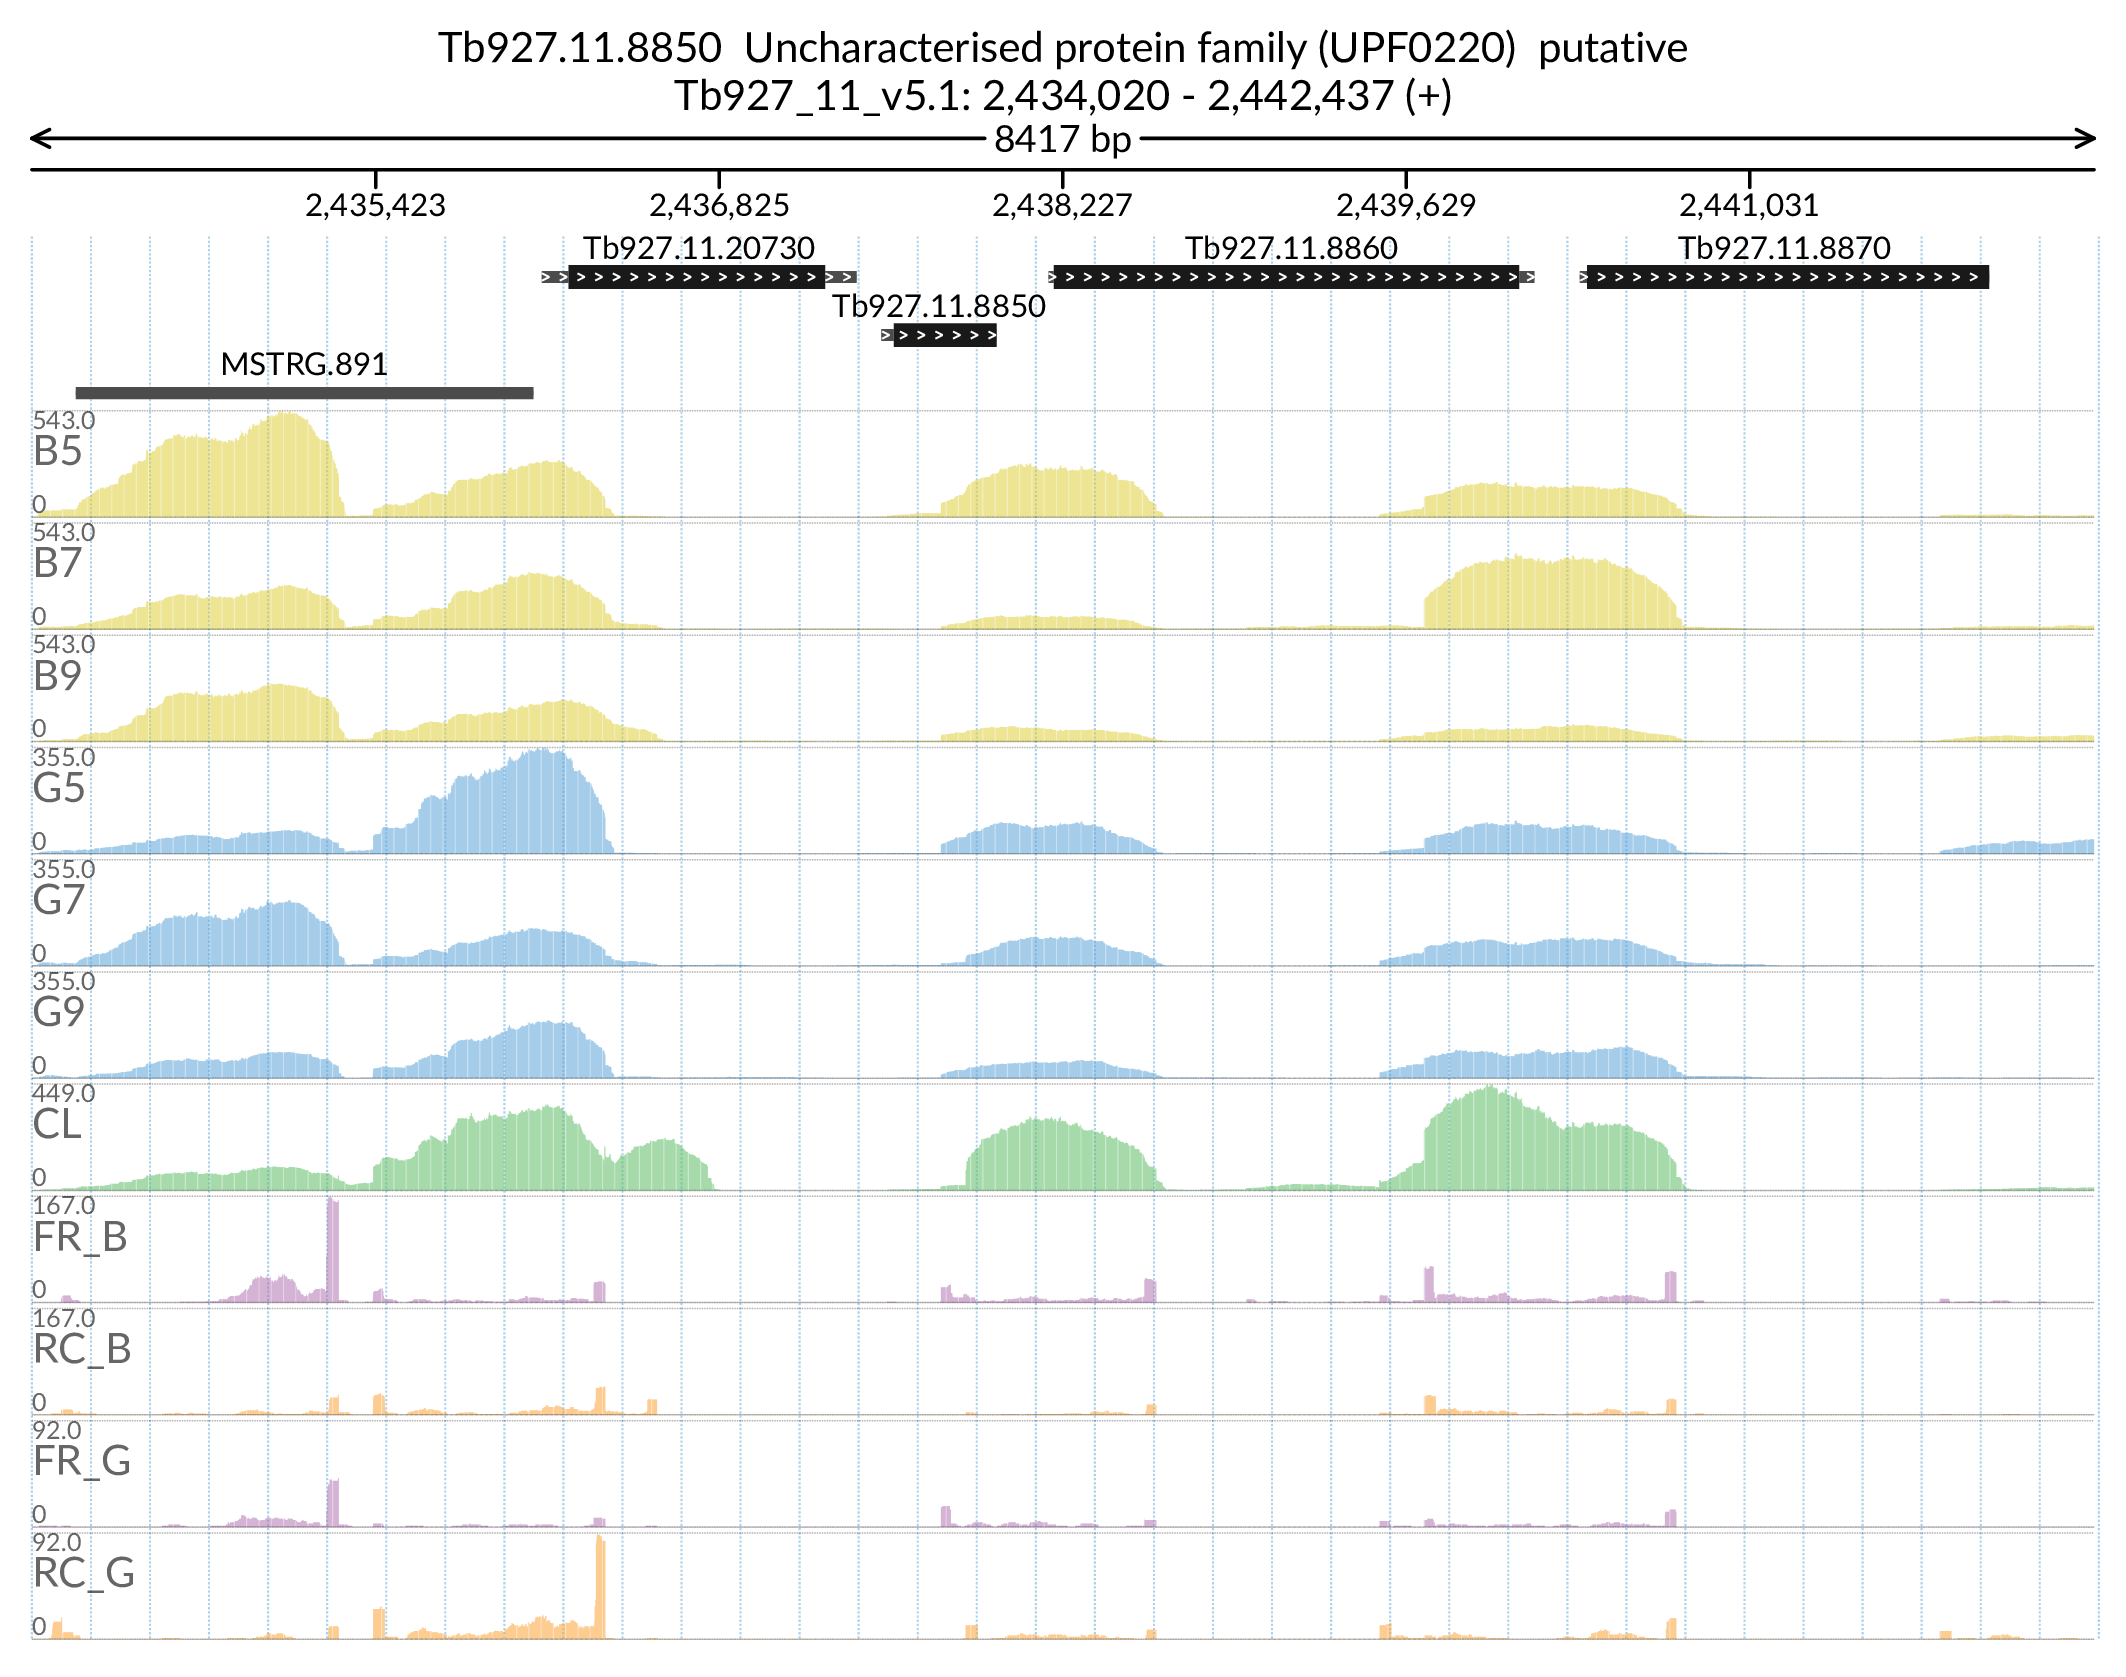 Tb927.11.8850 Uncharacterised protein family (UPF0220) putative
Tb927_11_v5.1: 2,434,020 - 2,442,437 (+)
8417 bp
2,435,423 2,436,825 2,438,227 2,439,629 2,441,031
Tb927.11.20730 Tb927.11.8860 Tb927.11.8870
Tb927.11.8850
MSTRG.891
543.0
B5
0
543.0
B7
0
543.0
B9
0
355.0
G5
0
355.0
G7
0
355.0
G9
0
449.0
CL
0
167.0
FR_B
0
167.0
RC_B
0
92.0
FR_G
0
92.0
RC_G
0